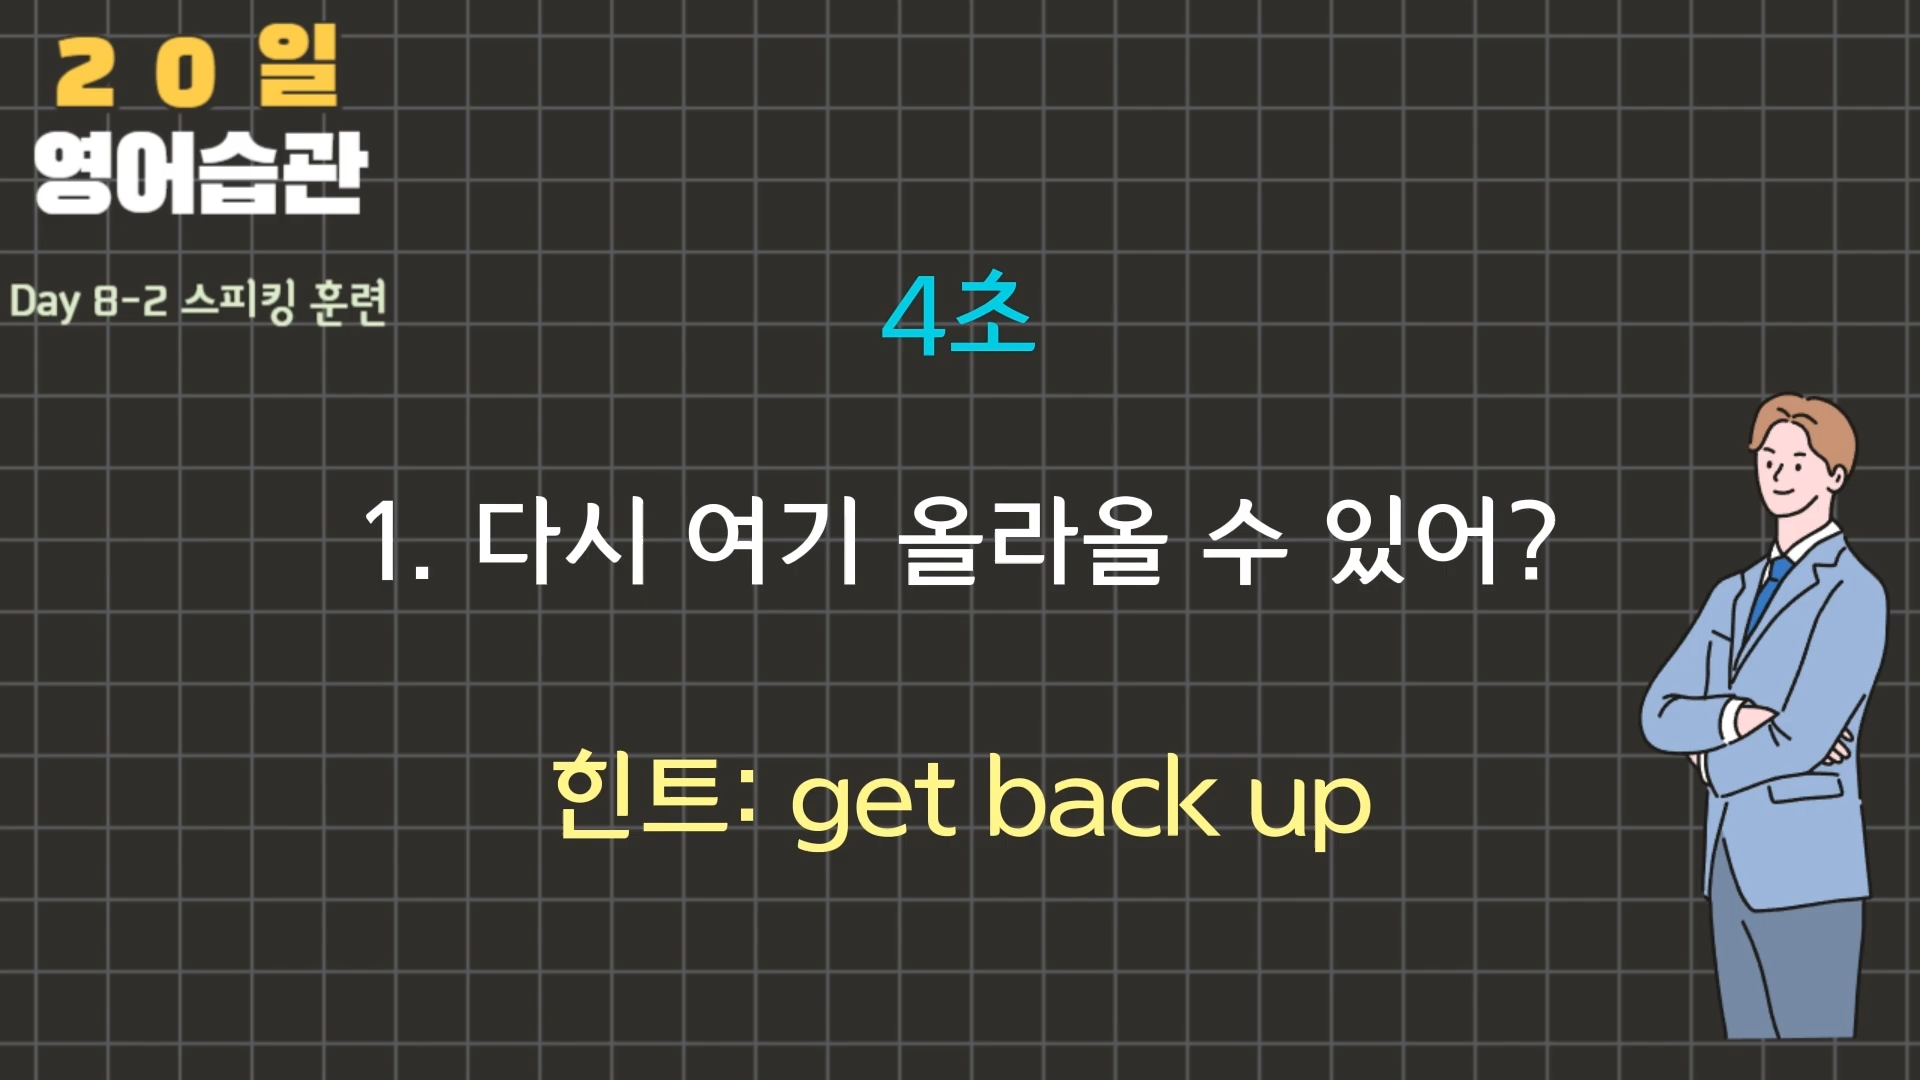 20일
영어습관
Day 8-2 스피킹 훈련
4초
1. 다시 여기 올라올 수 있어?
힌트: get back up